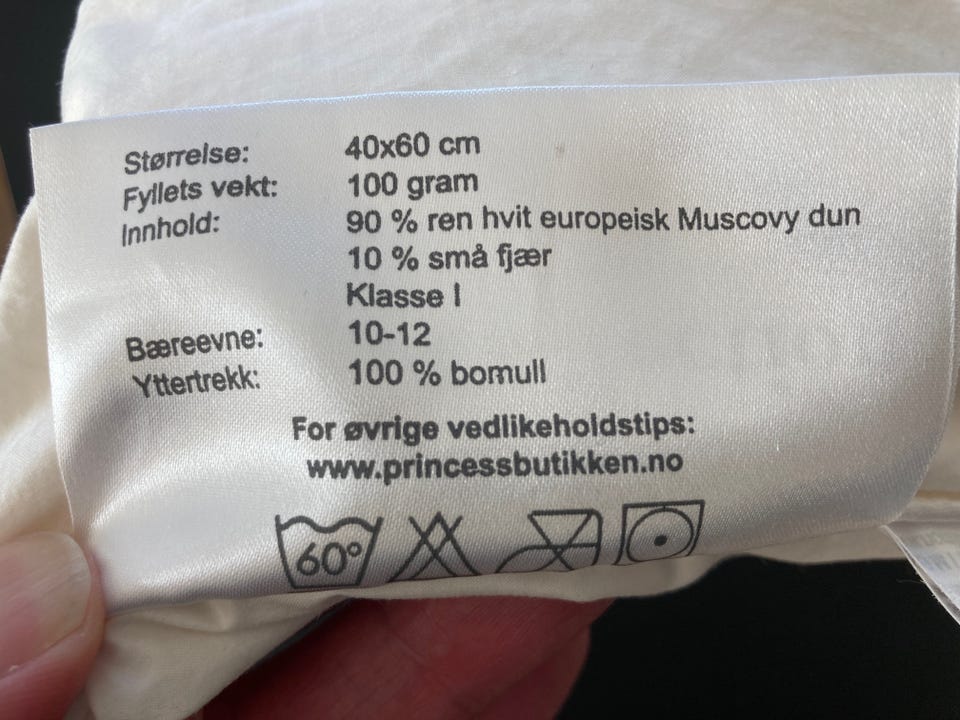 Størrelse: 40x60 cm
Fyllets vekt: 100 gram
Innhold: 90 % ren hvit europeisk Muscovy dun
10 % små fjær
Klasse I
Bæreevne: 10-12
Yttertrekk: 100 % bomull
For øvrige vedlikeholdstips:
www.princessbutikken.no
60°